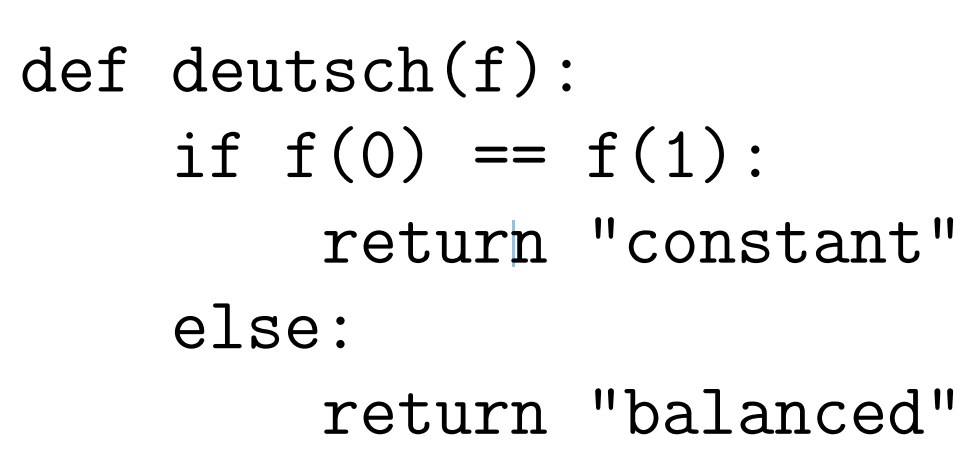 def deutsch(f):
    if f(0) == f(1):
        return "constant"
    else:
        return "balanced"